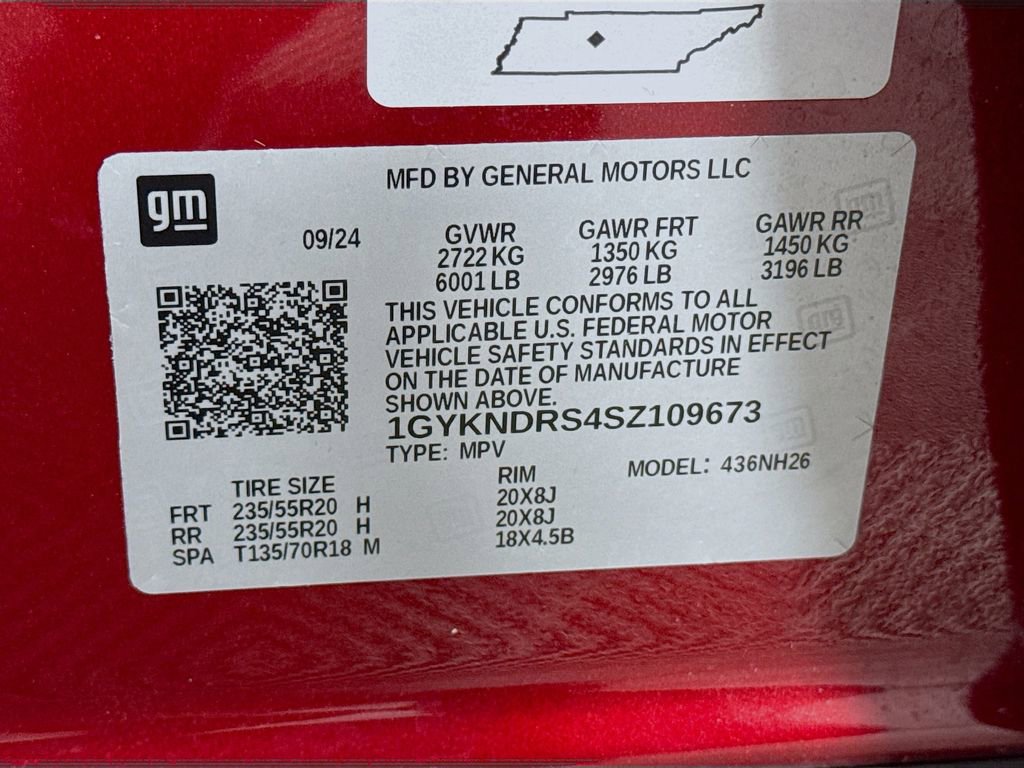 gm
MFD BY GENERAL MOTORS LLC
09/24
GVWR GAWR FRT GAWR RR
2722 KG 1350 KG 1450 KG
6001 LB 2976 LB 3196 LB
THIS VEHICLE CONFORMS TO ALL
APPLICABLE U.S. FEDERAL MOTOR
VEHICLE SAFETY STANDARDS IN EFFECT
ON THE DATE OF MANUFACTURE
SHOWN ABOVE.
1GYKNDRS4SZ109673
TYPE: MPV
TIRE SIZE RIM MODEL: 436NH26
FRT 235/55R20 H 20X8J
RR 235/55R20 H 20X8J
SPA T135/70R18 M 18X4.5B